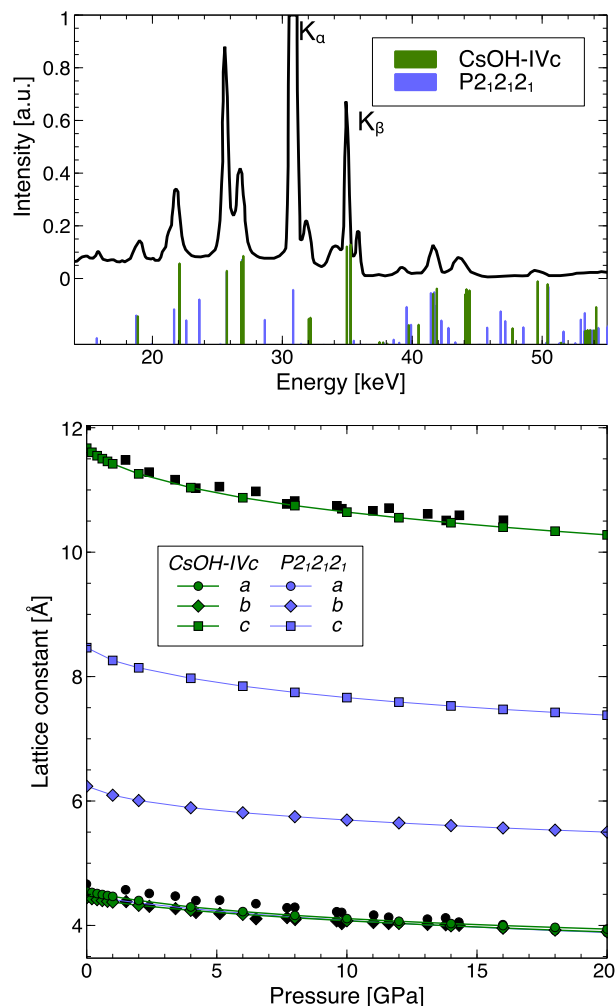 1
0.8
0.6
0.4
0.2
0
Intensity [a.u.]
Kα
Kβ
CsOH-IVc
P2₁2₁2₁
20
30
40
50
Energy [keV]
12
10
8
6
4
Lattice constant [Å]
CsOH-IVc P2₁2₁2₁
a a
b b
c c
0
5
10
15
20
Pressure [GPa]